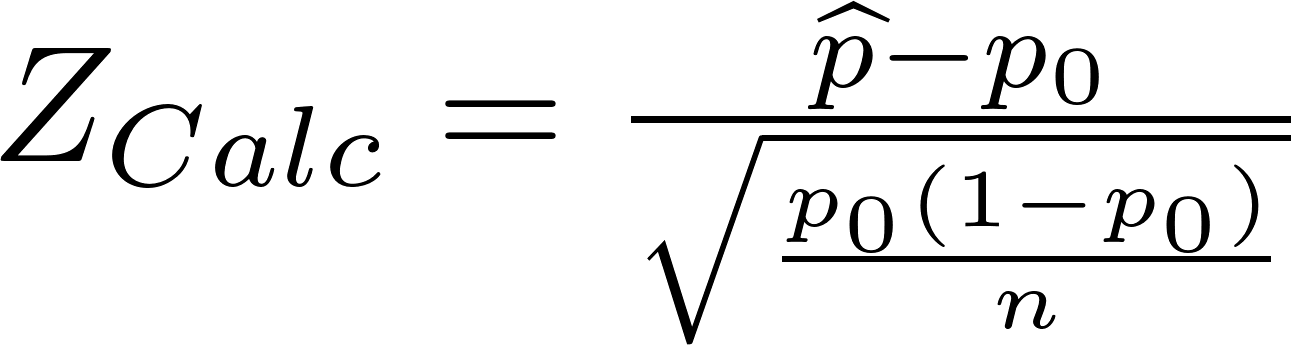 $Z_{Calc} = \frac{\widehat{p} - p_0}{\sqrt{\frac{p_0(1-p_0)}{n}}}$